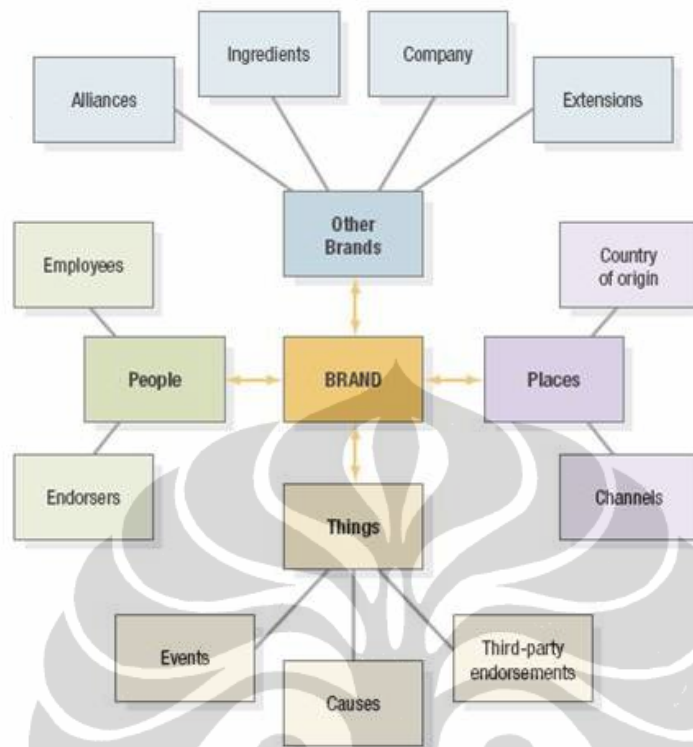 Ingredients
Company
Alliances
Extensions
Other
Brands
Employees
Country
of origin
People
BRAND
Places
Endorsers
Channels
Things
Events
Third-party
endorsements
Causes